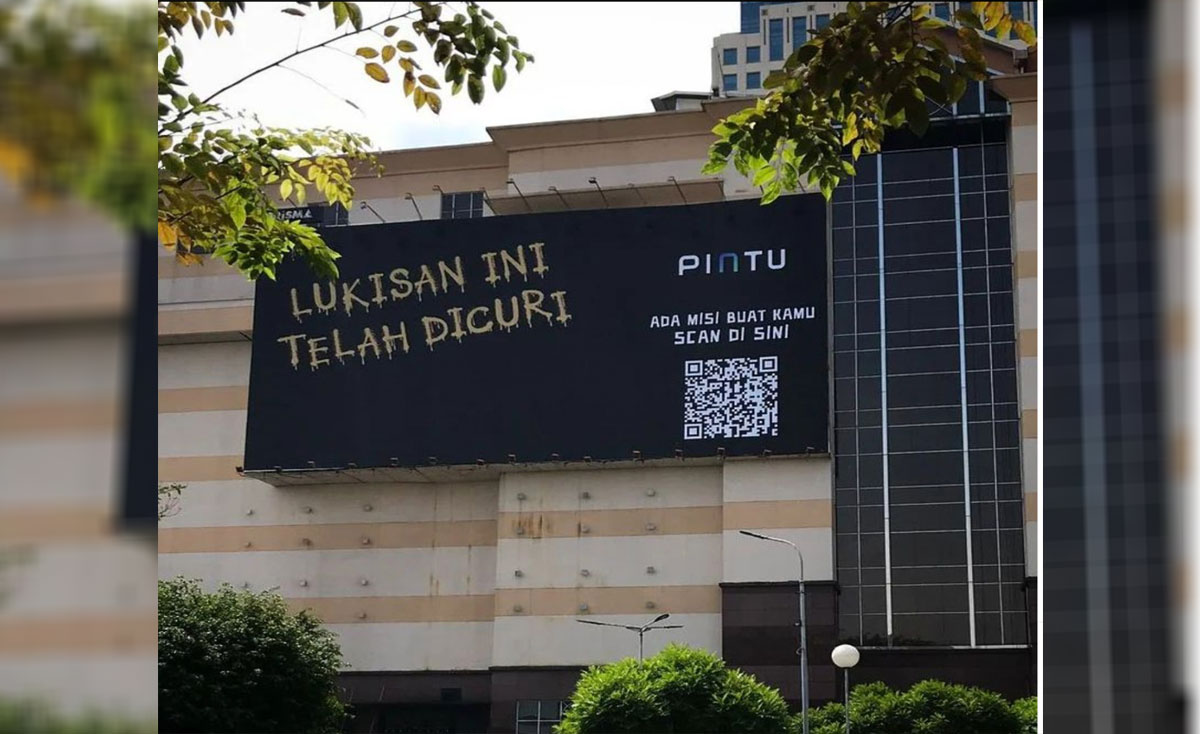 LUKISAN INI
TELAH DICURI
PINTU
ADA MISI BUAT KAMU
SCAN DI SINI